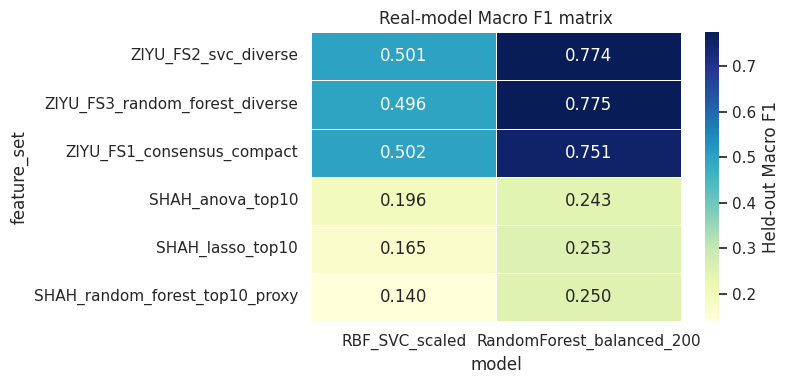 Real-model Macro F1 matrix
feature_set
ZIYU_FS2_svc_diverse 0.501 0.774
ZIYU_FS3_random_forest_diverse 0.496 0.775
ZIYU_FS1_consensus_compact 0.502 0.751
SHAH_anova_top10 0.196 0.243
SHAH_lasso_top10 0.165 0.253
SHAH_random_forest_top10_proxy 0.140 0.250
RBF_SVC_scaled RandomForest_balanced_200
model
0.7
0.6
0.5
0.4
0.3
0.2
Held-out Macro F1